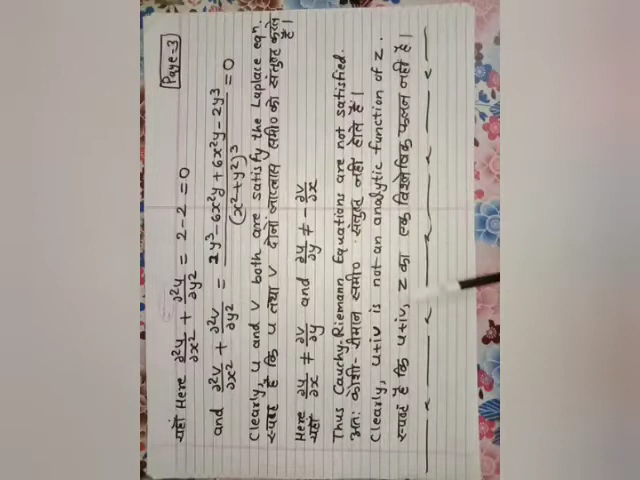 Page-3
यहाँ Here ∂²u/∂x² + ∂²u/∂y² = 2-2 = 0
and ∂²v/∂x² + ∂²v/∂y² = 2y³-6x²y+6x²y-2y³/(x²+y²)³ = 0
Clearly, u and v both are satisfy the Laplace eqn.
स्पष्ट है कि u तथा v दोनों लाप्लास समी० को संतुष्ट करते हैं।
Here ∂u/∂x ≠ ∂v/∂y and ∂u/∂y ≠ -∂v/∂x
यहाँ
Thus Cauchy-Riemann Equations are not satisfied.
अतः कोशी-रीमान समी० संतुष्ट नहीं होते हैं।
Clearly, u+iv is not an analytic function of z.
स्पष्ट है कि u+iv, z का एक विश्लेषिक फलन नहीं है।